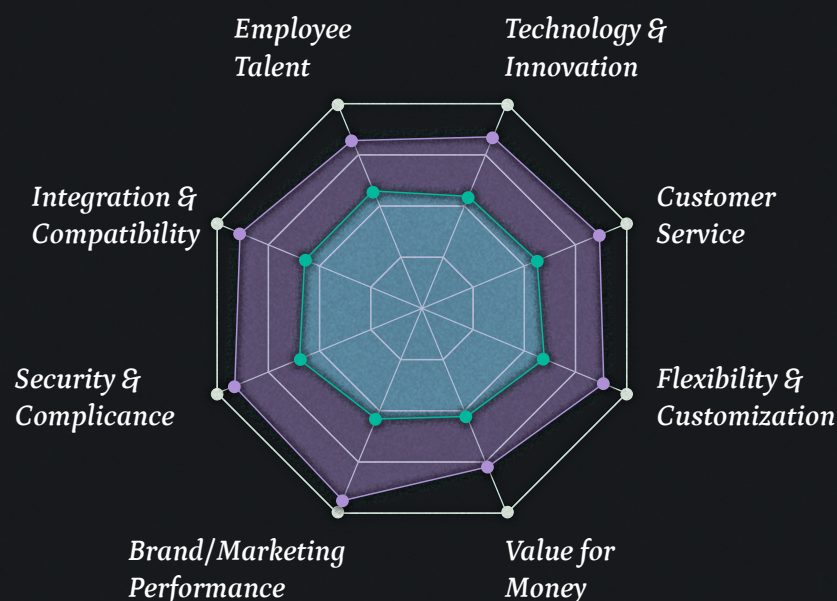 Employee
Talent
Technology &
Innovation
Integration &
Compatibility
Customer
Service
Security &
Complicance
Flexibility &
Customization
Brand/Marketing
Performance
Value for
Money